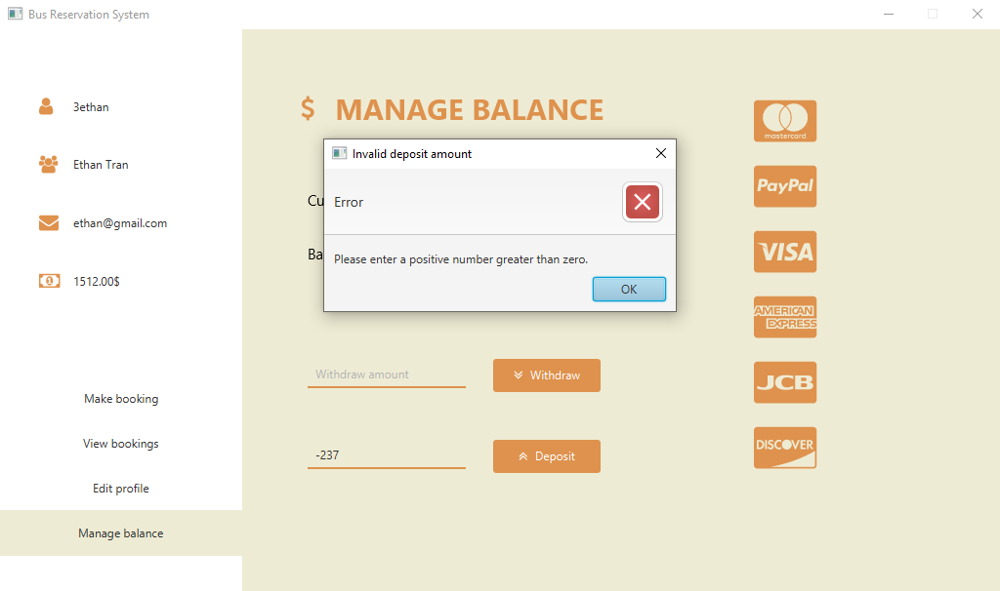 Bus Reservation System
3ethan
Ethan Tran
ethan@gmail.com
1512.00$
Make booking
View bookings
Edit profile
Manage balance
$ MANAGE BALANCE
Cu
Ba
Invalid deposit amount
Error
Please enter a positive number greater than zero.
OK
Withdraw amount
Withdraw
-237
Deposit
mastercard
PayPal
VISA
AMERICAN
EXPRESS
JCB
DISCOVER